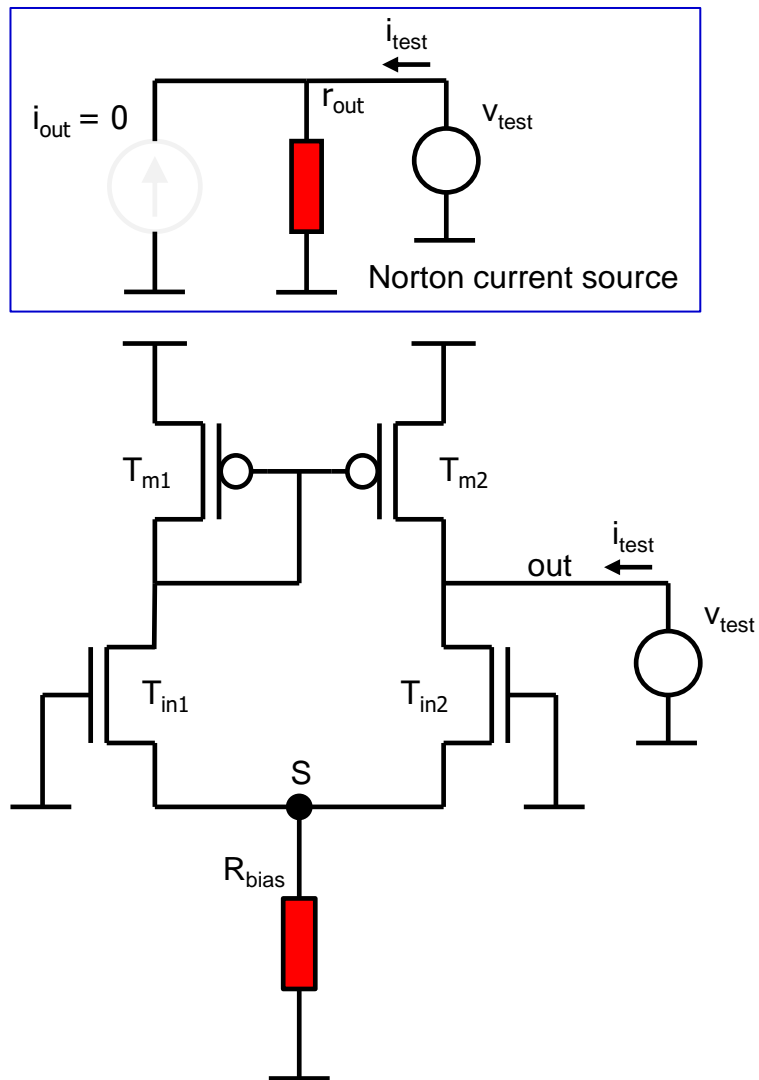 i_test
i_out = 0
r_out
v_test
Norton current source
T_m1
T_m2
i_test
out
v_test
T_in1
T_in2
S
R_bias